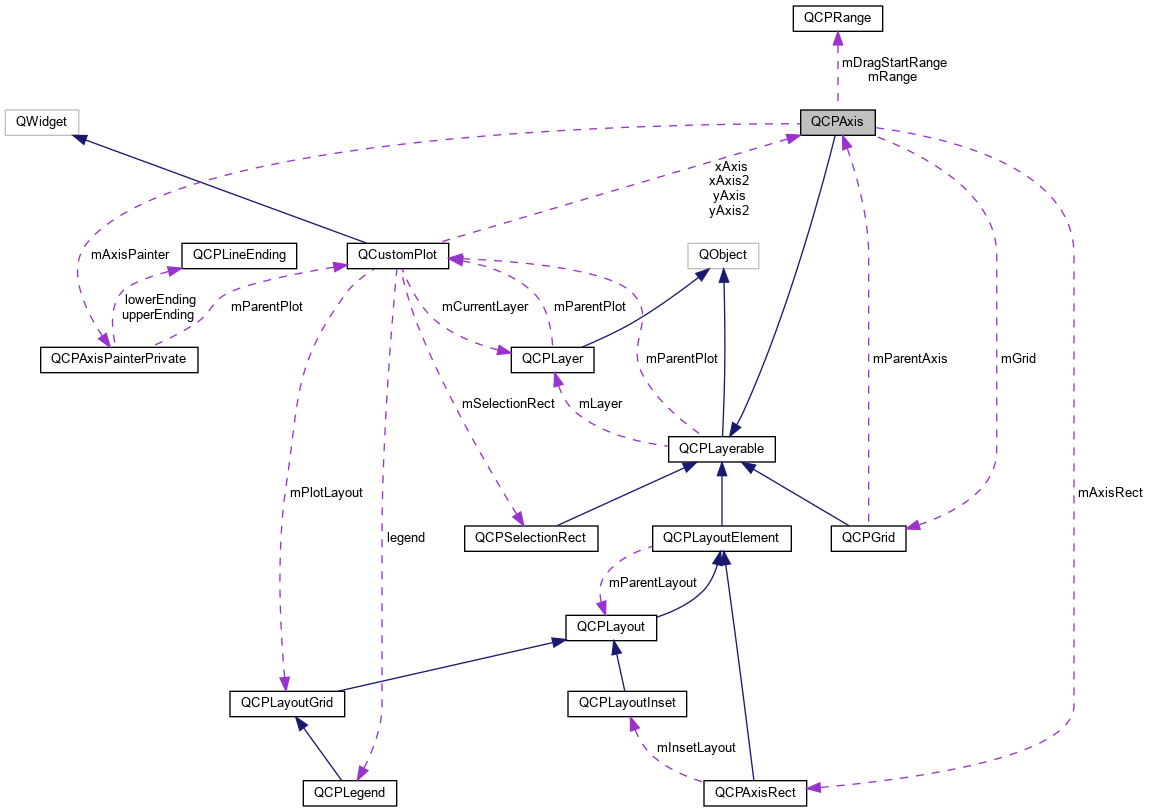 QCPRange
mDragStartRange
mRange
QWidget
QCPAxis
xAxis
xAxis2
yAxis
yAxis2
mAxisPainter
QCPLineEnding
QCustomPlot
QObject
lowerEnding
upperEnding
mParentPlot
mCurrentLayer
mParentPlot
QCPAxisPainterPrivate
QCPLayer
mParentPlot
mParentAxis
mGrid
mSelectionRect
mLayer
QCPLayerable
mPlotLayout
mAxisRect
legend
QCPSelectionRect
QCPLayoutElement
QCPGrid
mParentLayout
QCPLayout
QCPLayoutGrid
QCPLayoutInset
mInsetLayout
QCPLegend
QCPAxisRect